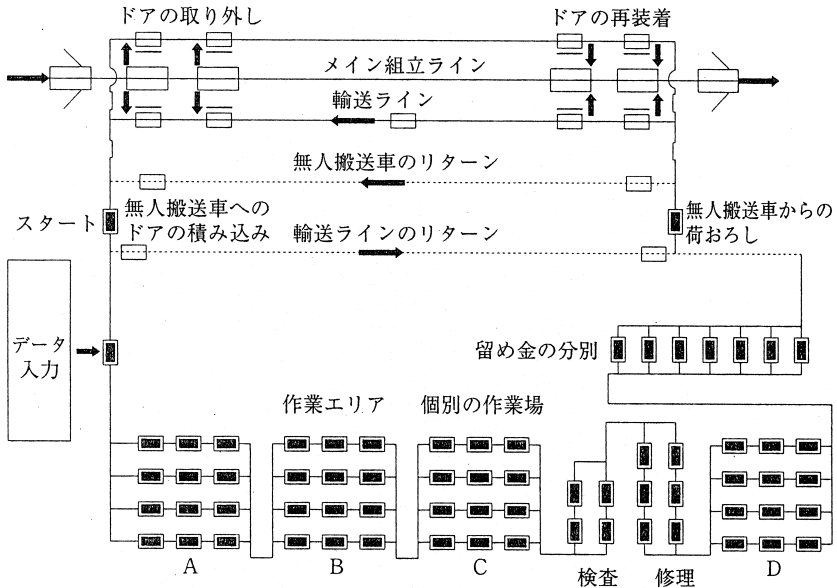 ドアの取り外し
ドアの再装着
メイン組立ライン
輸送ライン
無人搬送車のリターン
スタート
無人搬送車への
ドアの積み込み
輸送ラインのリターン
無人搬送車からの
荷おろし
データ
入力
留め金の分別
作業エリア
個別の作業場
A
B
C
検査
修理
D